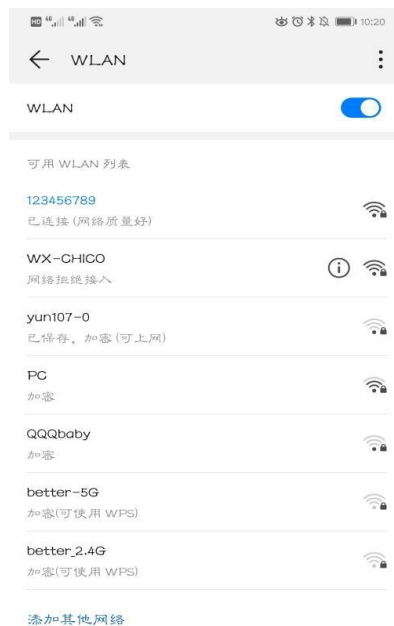 HD 4G 4G 10:20
WLAN
WLAN
可用 WLAN 列表
123456789
已连接 (网络质量好)
WX-CHICO
网络拒绝接入
yun107-0
已保存，加密 (可上网)
PC
加密
QQQbaby
加密
better-5G
加密(可使用 WPS)
better_2.4G
加密(可使用 WPS)
添加其他网络